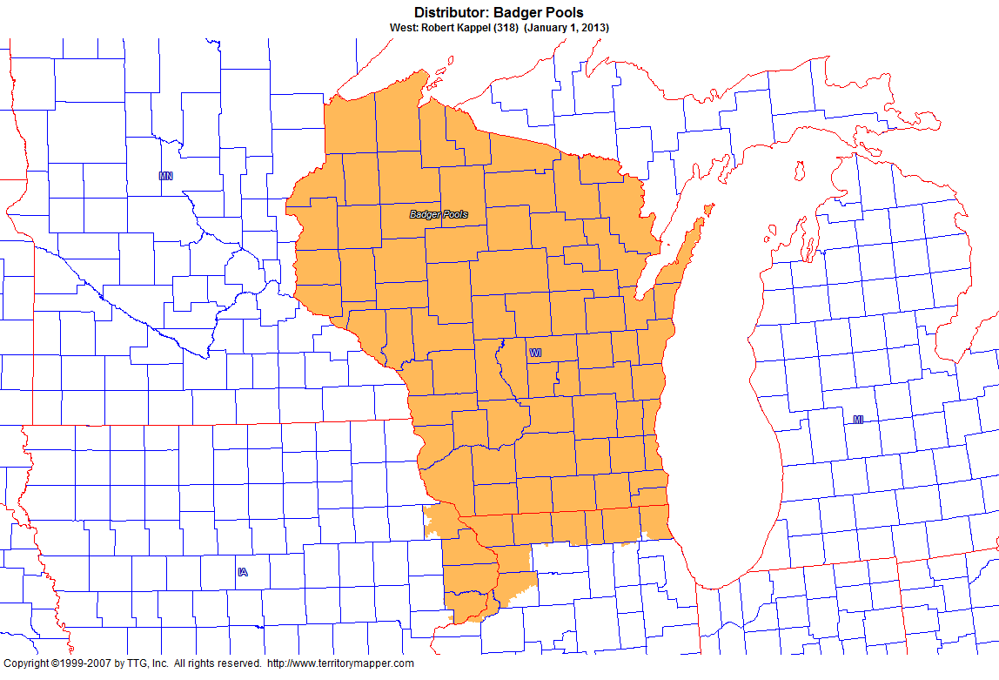 Distributor: Badger Pools
West: Robert Kappel (318) (January 1, 2013)
MN
Badger Pools
WI
MI
IA
Copyright ©1999-2007 by TTG, Inc. All rights reserved. http://www.territorymapper.com